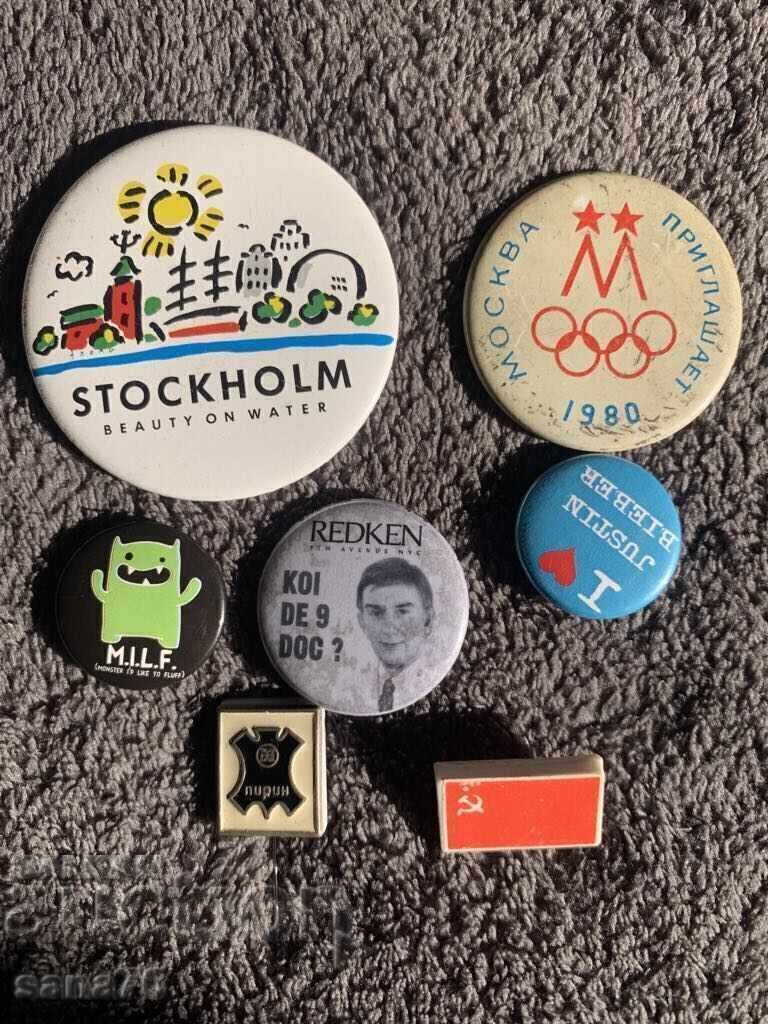 STOCKHOLM
BEAUTY ON WATER
МОСКВА ПРИГЛАШАЕТ
М
1980
I
JUSTIN
BIEBER
M.I.L.F.
(MONSTER I'D LIKE TO FLUFF)
REDKEN
5TH AVENUE NYC
KOI
DE 9
DOC ?
пирин
sana76